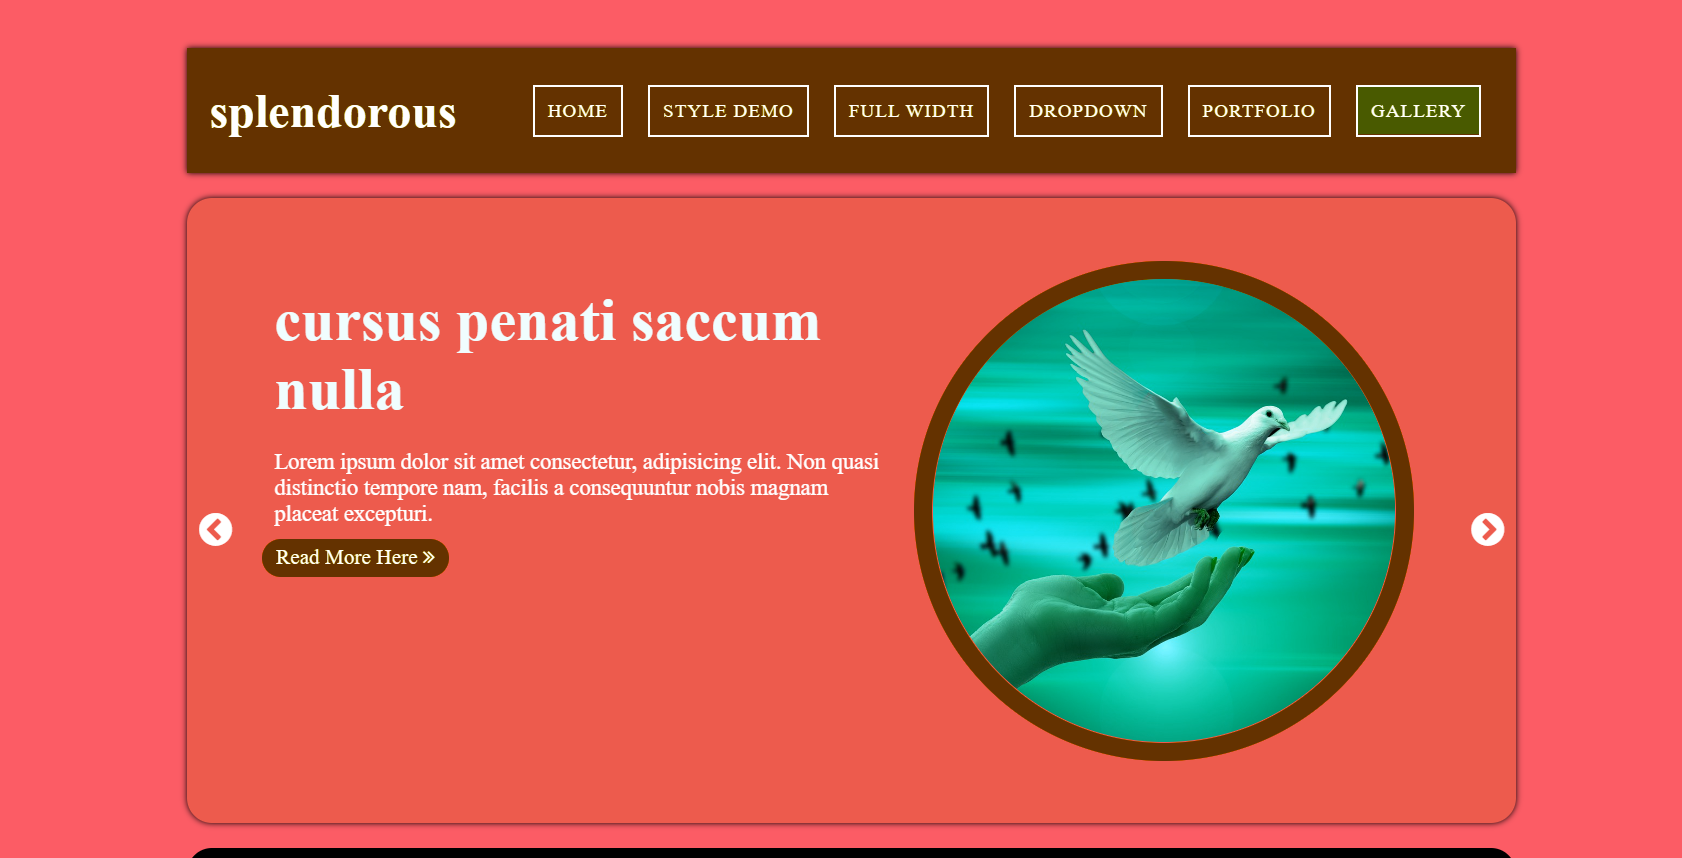 splendorous
HOME
STYLE DEMO
FULL WIDTH
DROPDOWN
PORTFOLIO
GALLERY
cursus penati saccum
nulla
Lorem ipsum dolor sit amet consectetur, adipisicing elit. Non quasi
distinctio tempore nam, facilis a consequuntur nobis magnam
placeat excepturi.
Read More Here »